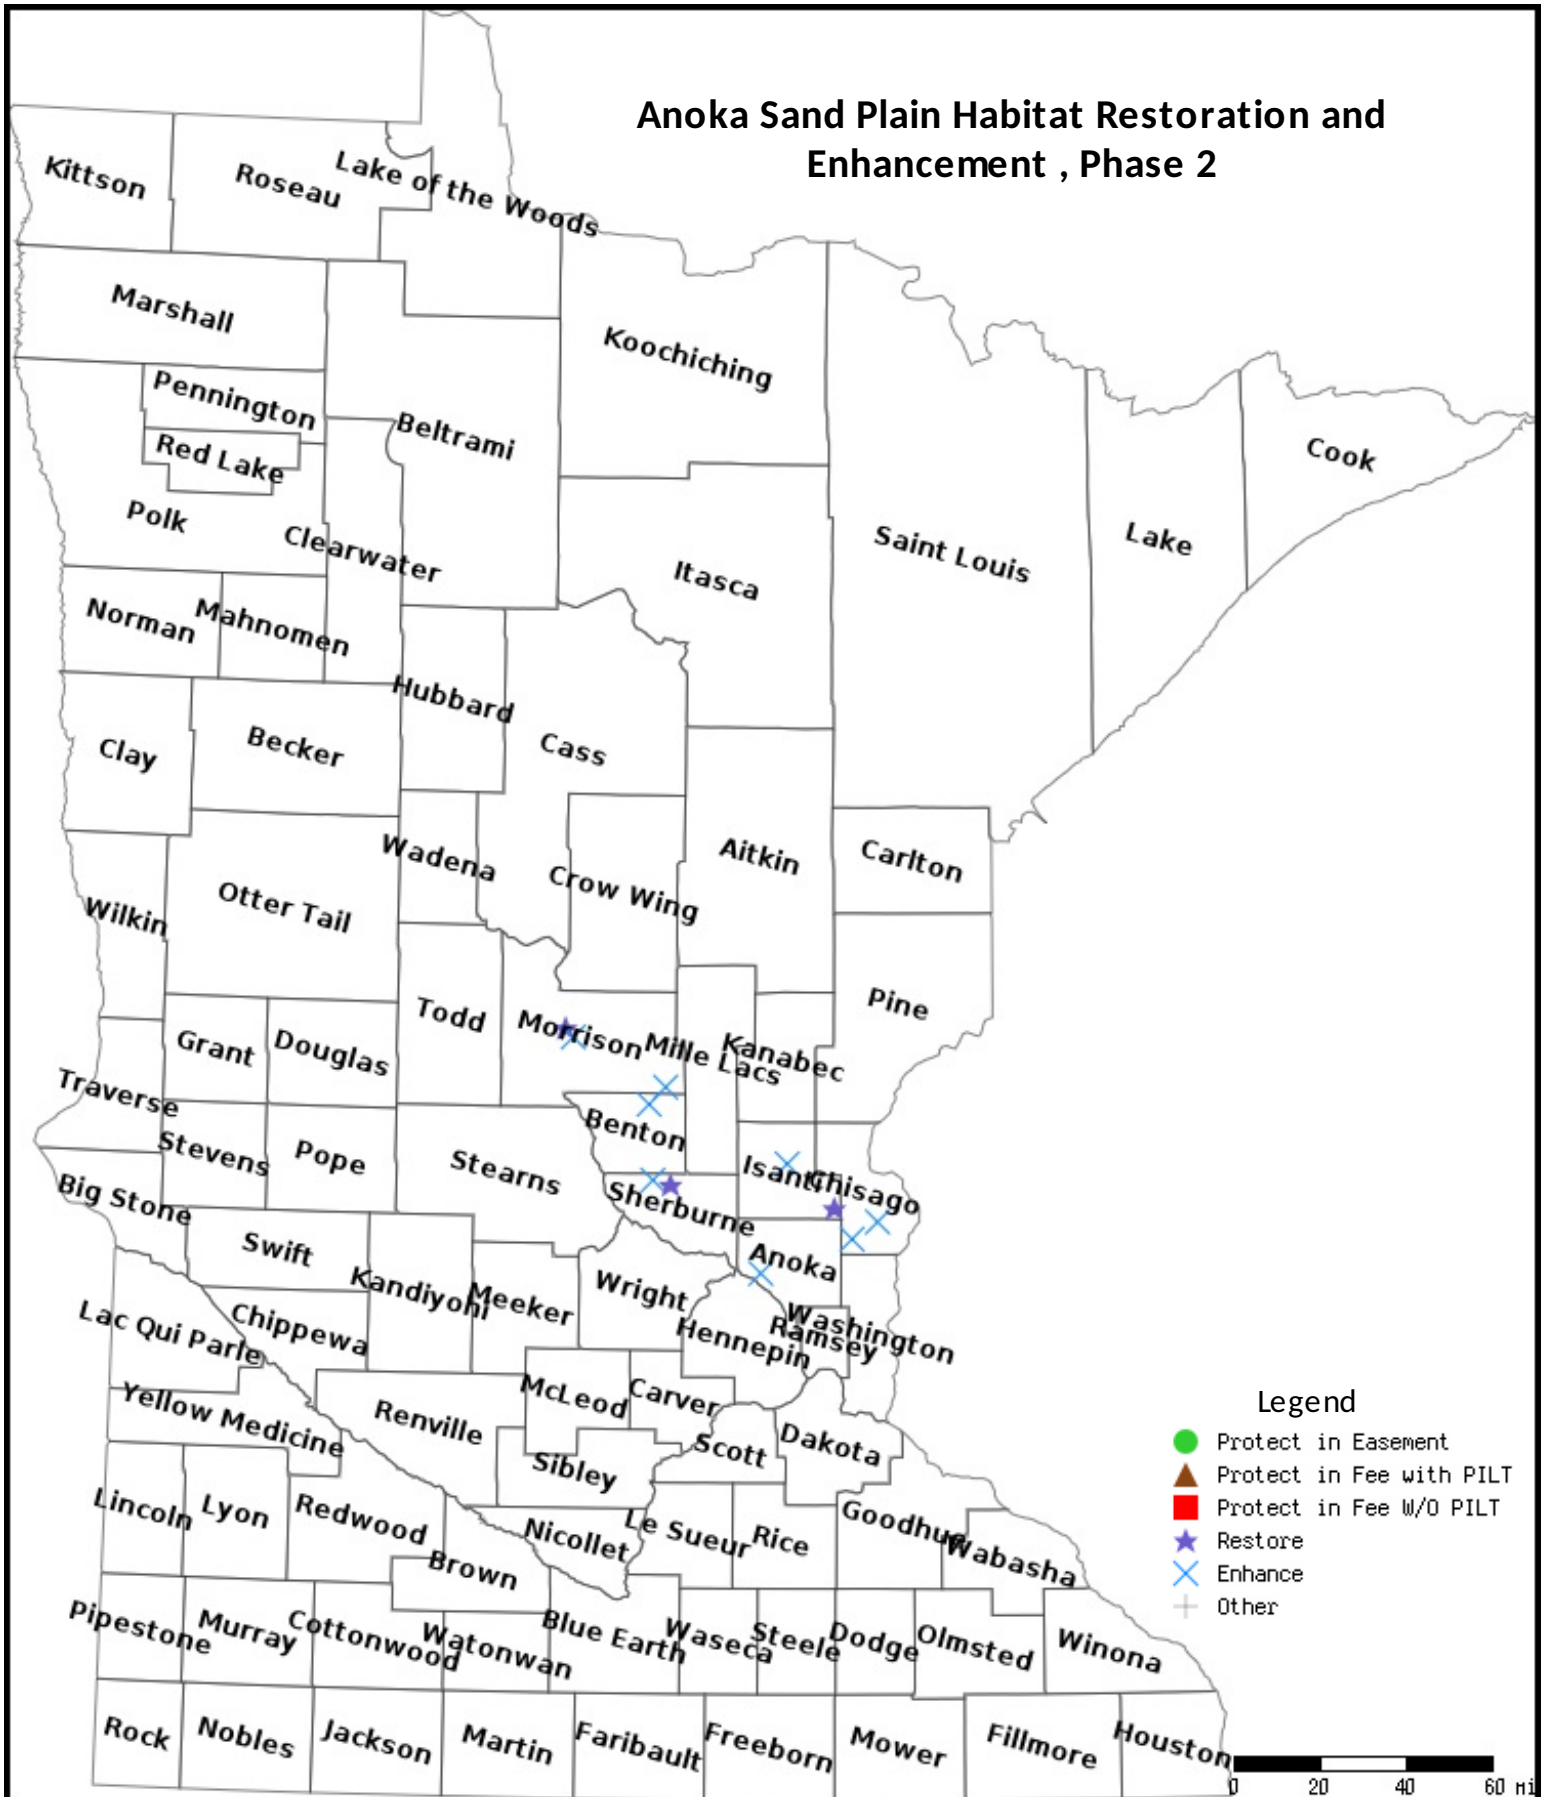 Anoka Sand Plain Habitat Restoration and
Enhancement , Phase 2
Kittson
Roseau
Lake of the Woods
Marshall
Koochiching
Pennington
Beltrami
Red Lake
Cook
Polk
Clearwater
Saint Louis
Lake
Itasca
Norman
Mahnomen
Hubbard
Clay
Becker
Cass
Wadena
Aitkin
Carlton
Crow Wing
Otter Tail
Wilkin
Todd
Morrison
Pine
Grant
Douglas
Mille Lacs
Kanabec
Traverse
Benton
Stevens
Pope
Stearns
Isanti
Chisago
Big Stone
Sherburne
Swift
Anoka
Kandiyohi
Meeker
Wright
Lac Qui Parle
Chippewa
Washington
Ramsey
Hennepin
McLeod
Carver
Yellow Medicine
Renville
Scott
Dakota
Sibley
Lincoln
Lyon
Redwood
Nicollet
Le Sueur
Rice
Goodhue
Wabasha
Brown
Pipestone
Murray
Cottonwood
Watonwan
Blue Earth
Waseca
Steele
Dodge
Olmsted
Winona
Rock
Nobles
Jackson
Martin
Faribault
Freeborn
Mower
Fillmore
Houston
Legend
Protect in Easement
Protect in Fee with PILT
Protect in Fee W/O PILT
Restore
Enhance
Other
0 20 40 60 mi